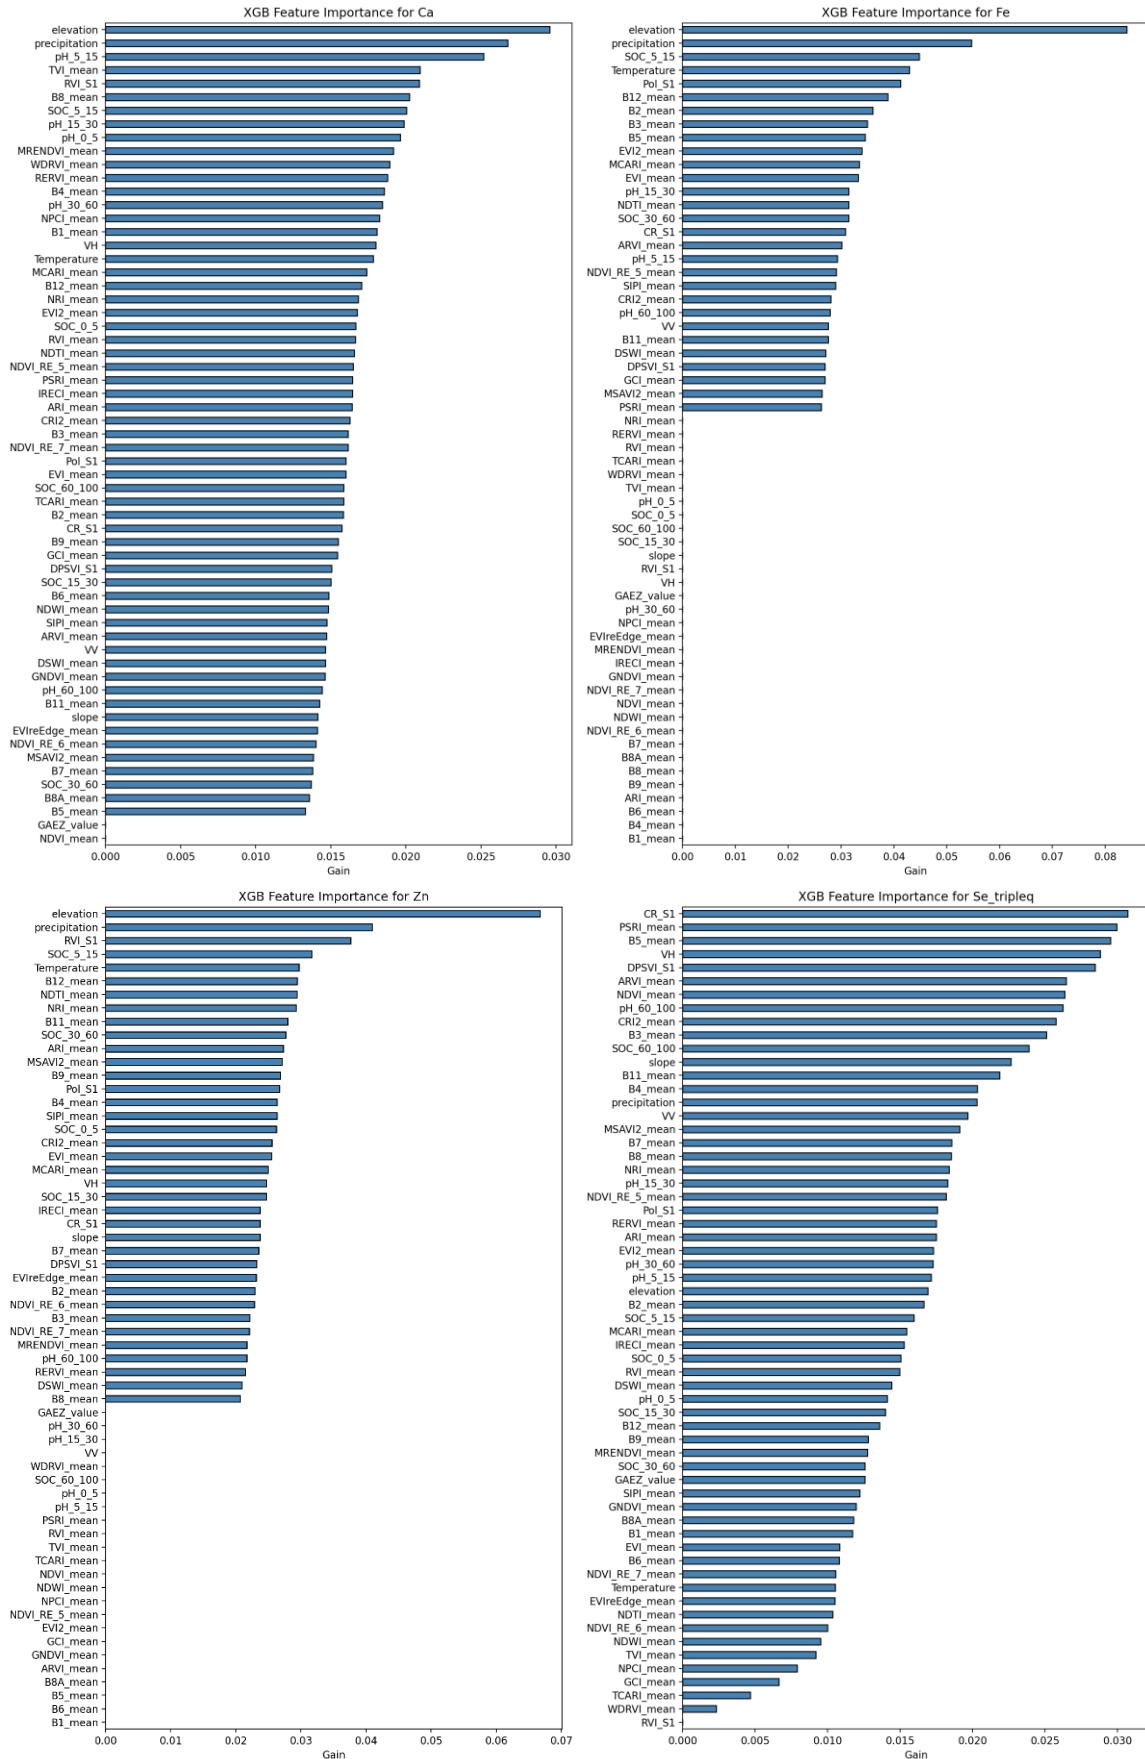 XGB Feature Importance for Ca
elevation
precipitation
pH_5_15
TVI_mean
RVI_S1
B8_mean
SOC_5_15
pH_15_30
pH_0_5
MRENDVI_mean
WDRVI_mean
RERVI_mean
B4_mean
pH_30_60
NPCI_mean
B1_mean
VH
Temperature
MCARI_mean
B12_mean
NRI_mean
EVI2_mean
SOC_0_5
RVI_mean
NDTI_mean
NDVI_RE_5_mean
PSRI_mean
IRECI_mean
ARI_mean
CRI2_mean
B3_mean
NDVI_RE_7_mean
Pol_S1
EVI_mean
SOC_60_100
TCARI_mean
B2_mean
CR_S1
B9_mean
GCI_mean
DPSVI_S1
SOC_15_30
B6_mean
NDWI_mean
SIPI_mean
ARVI_mean
VV
DSWI_mean
GNDVI_mean
pH_60_100
B11_mean
slope
EVIreEdge_mean
NDVI_RE_6_mean
MSAVI2_mean
B7_mean
SOC_30_60
B8A_mean
B5_mean
GAEZ_value
NDVI_mean
0.000 0.005 0.010 0.015 0.020 0.025 0.030
Gain
XGB Feature Importance for Fe
elevation
precipitation
SOC_5_15
Temperature
Pol_S1
B12_mean
B2_mean
B3_mean
B5_mean
EVI2_mean
MCARI_mean
EVI_mean
pH_15_30
NDTI_mean
SOC_30_60
CR_S1
ARVI_mean
pH_5_15
NDVI_RE_5_mean
SIPI_mean
CRI2_mean
pH_60_100
VV
B11_mean
DSWI_mean
DPSVI_S1
GCI_mean
MSAVI2_mean
PSRI_mean
NRI_mean
RERVI_mean
RVI_mean
TCARI_mean
WDRVI_mean
TVI_mean
pH_0_5
SOC_0_5
SOC_60_100
SOC_15_30
slope
RVI_S1
VH
GAEZ_value
pH_30_60
NPCI_mean
EVIreEdge_mean
MRENDVI_mean
IRECI_mean
GNDVI_mean
NDVI_RE_7_mean
NDVI_mean
NDWI_mean
NDVI_RE_6_mean
B7_mean
B8A_mean
B8_mean
B9_mean
ARI_mean
B6_mean
B4_mean
B1_mean
0.00 0.01 0.02 0.03 0.04 0.05 0.06 0.07 0.08
Gain
XGB Feature Importance for Zn
elevation
precipitation
RVI_S1
SOC_5_15
Temperature
B12_mean
NDTI_mean
NRI_mean
B11_mean
SOC_30_60
ARI_mean
MSAVI2_mean
B9_mean
Pol_S1
B4_mean
SIPI_mean
SOC_0_5
CRI2_mean
EVI_mean
MCARI_mean
VH
SOC_15_30
IRECI_mean
CR_S1
slope
B7_mean
DPSVI_S1
EVIreEdge_mean
B2_mean
NDVI_RE_6_mean
B3_mean
NDVI_RE_7_mean
MRENDVI_mean
pH_60_100
RERVI_mean
DSWI_mean
B8_mean
GAEZ_value
pH_30_60
pH_15_30
VV
WDRVI_mean
SOC_60_100
pH_0_5
pH_5_15
PSRI_mean
RVI_mean
TVI_mean
TCARI_mean
NDVI_mean
NDWI_mean
NPCI_mean
NDVI_RE_5_mean
EVI2_mean
GCI_mean
GNDVI_mean
ARVI_mean
B8A_mean
B5_mean
B6_mean
B1_mean
0.00 0.01 0.02 0.03 0.04 0.05 0.06 0.07
Gain
XGB Feature Importance for Se_tripleq
CR_S1
PSRI_mean
B5_mean
VH
DPSVI_S1
ARVI_mean
NDVI_mean
pH_60_100
CRI2_mean
B3_mean
SOC_60_100
slope
B11_mean
B4_mean
precipitation
VV
MSAVI2_mean
B7_mean
B8_mean
NRI_mean
pH_15_30
NDVI_RE_5_mean
Pol_S1
RERVI_mean
ARI_mean
EVI2_mean
pH_30_60
pH_5_15
elevation
B2_mean
SOC_5_15
MCARI_mean
IRECI_mean
SOC_0_5
RVI_mean
DSWI_mean
pH_0_5
SOC_15_30
B12_mean
B9_mean
MRENDVI_mean
SOC_30_60
GAEZ_value
SIPI_mean
GNDVI_mean
B8A_mean
B1_mean
EVI_mean
B6_mean
NDVI_RE_7_mean
Temperature
EVIreEdge_mean
NDTI_mean
NDVI_RE_6_mean
NDWI_mean
TVI_mean
NPCI_mean
GCI_mean
TCARI_mean
WDRVI_mean
RVI_S1
0.000 0.005 0.010 0.015 0.020 0.025 0.030
Gain